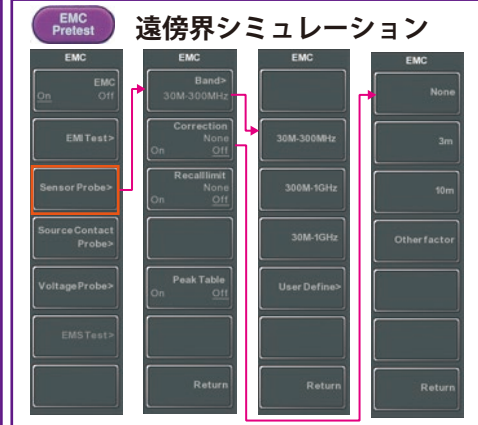 EMC
Pretest
遠傍界シミュレーション
EMC
EMC
On Off
EMI Test>
Sensor Probe>
Source Contact
Probe>
Voltage Probe>
EMS Test>
EMC
Band>
30M-300MHz
Correction
None
On Off
Recalllimit
None
On Off
Peak Table
On Off
Return
EMC
30M-300MHz
300M-1GHz
30M-1GHz
User Define>
Return
EMC
None
3m
10m
Other factor
Return